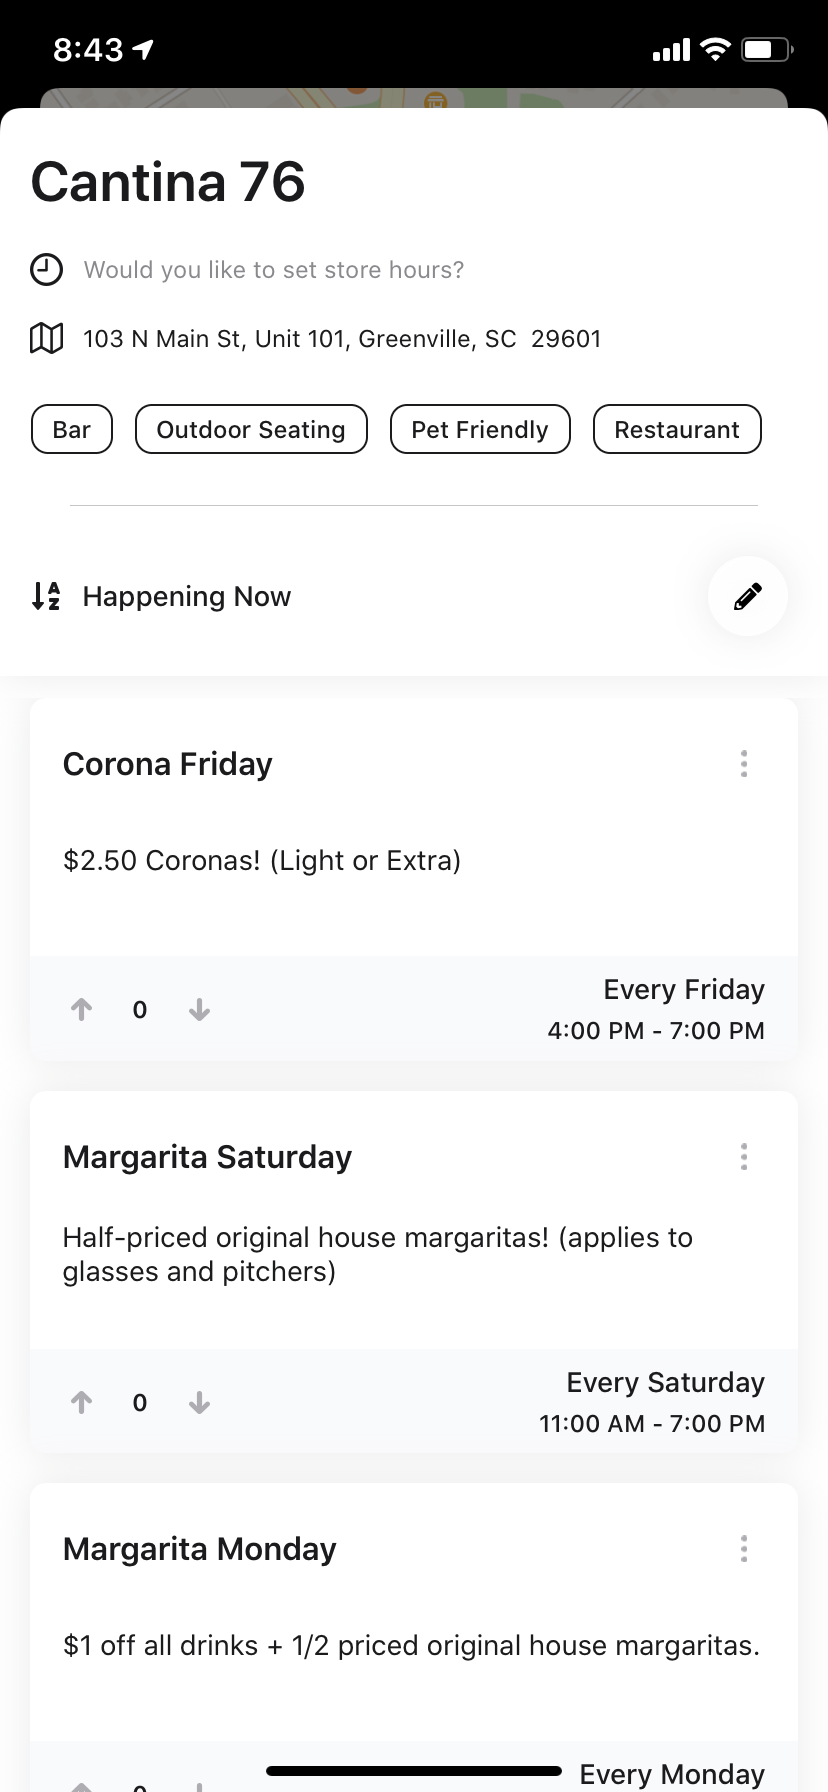 8:43
Cantina 76
Would you like to set store hours?
103 N Main St, Unit 101, Greenville, SC  29601
Bar
Outdoor Seating
Pet Friendly
Restaurant
Happening Now
Corona Friday
$2.50 Coronas! (Light or Extra)
Every Friday
0
4:00 PM - 7:00 PM
Margarita Saturday
Half-priced original house margaritas! (applies to
glasses and pitchers)
Every Saturday
0
11:00 AM - 7:00 PM
Margarita Monday
$1 off all drinks + 1/2 priced original house margaritas.
Every Monday
0